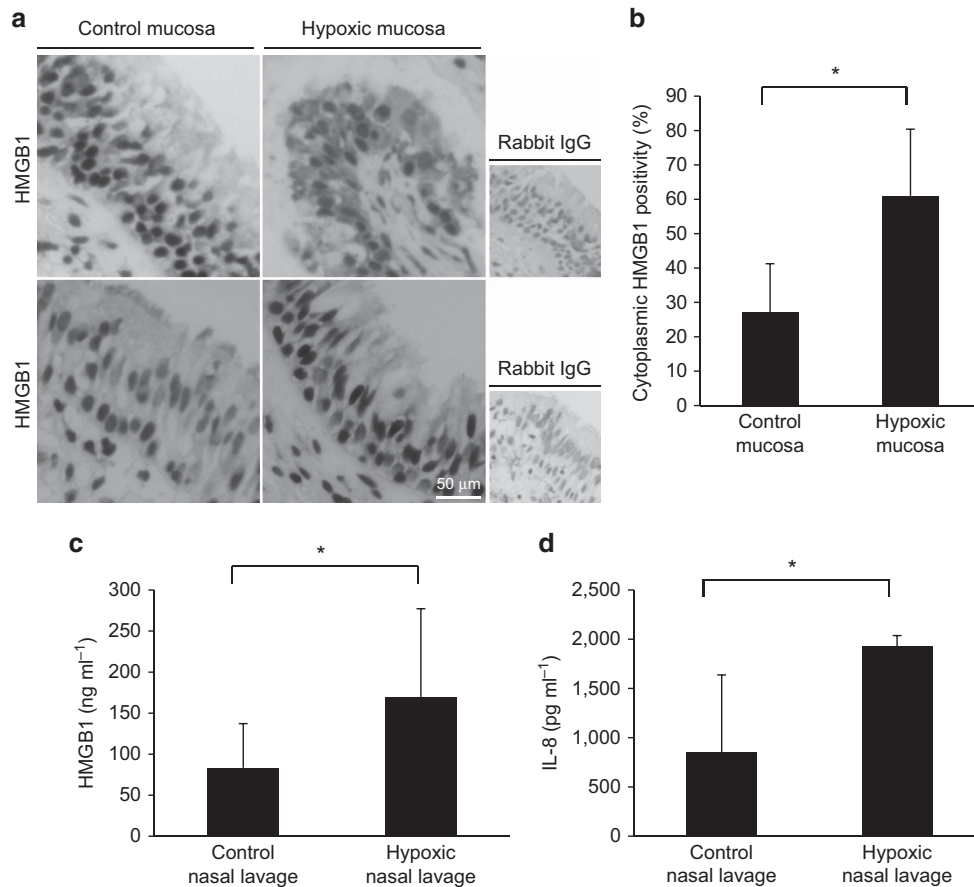 a
Control mucosa
Hypoxic mucosa
HMGB1
Rabbit IgG
HMGB1
Rabbit IgG
50 μm
b
*
Cytoplasmic HMGB1 positivity (%)
90
80
70
60
50
40
30
20
10
0
Control
mucosa
Hypoxic
mucosa
c
*
HMGB1 (ng ml⁻¹)
300
250
200
150
100
50
0
Control
nasal lavage
Hypoxic
nasal lavage
d
*
IL-8 (pg ml⁻¹)
2,500
2,000
1,500
1,000
500
0
Control
nasal lavage
Hypoxic
nasal lavage